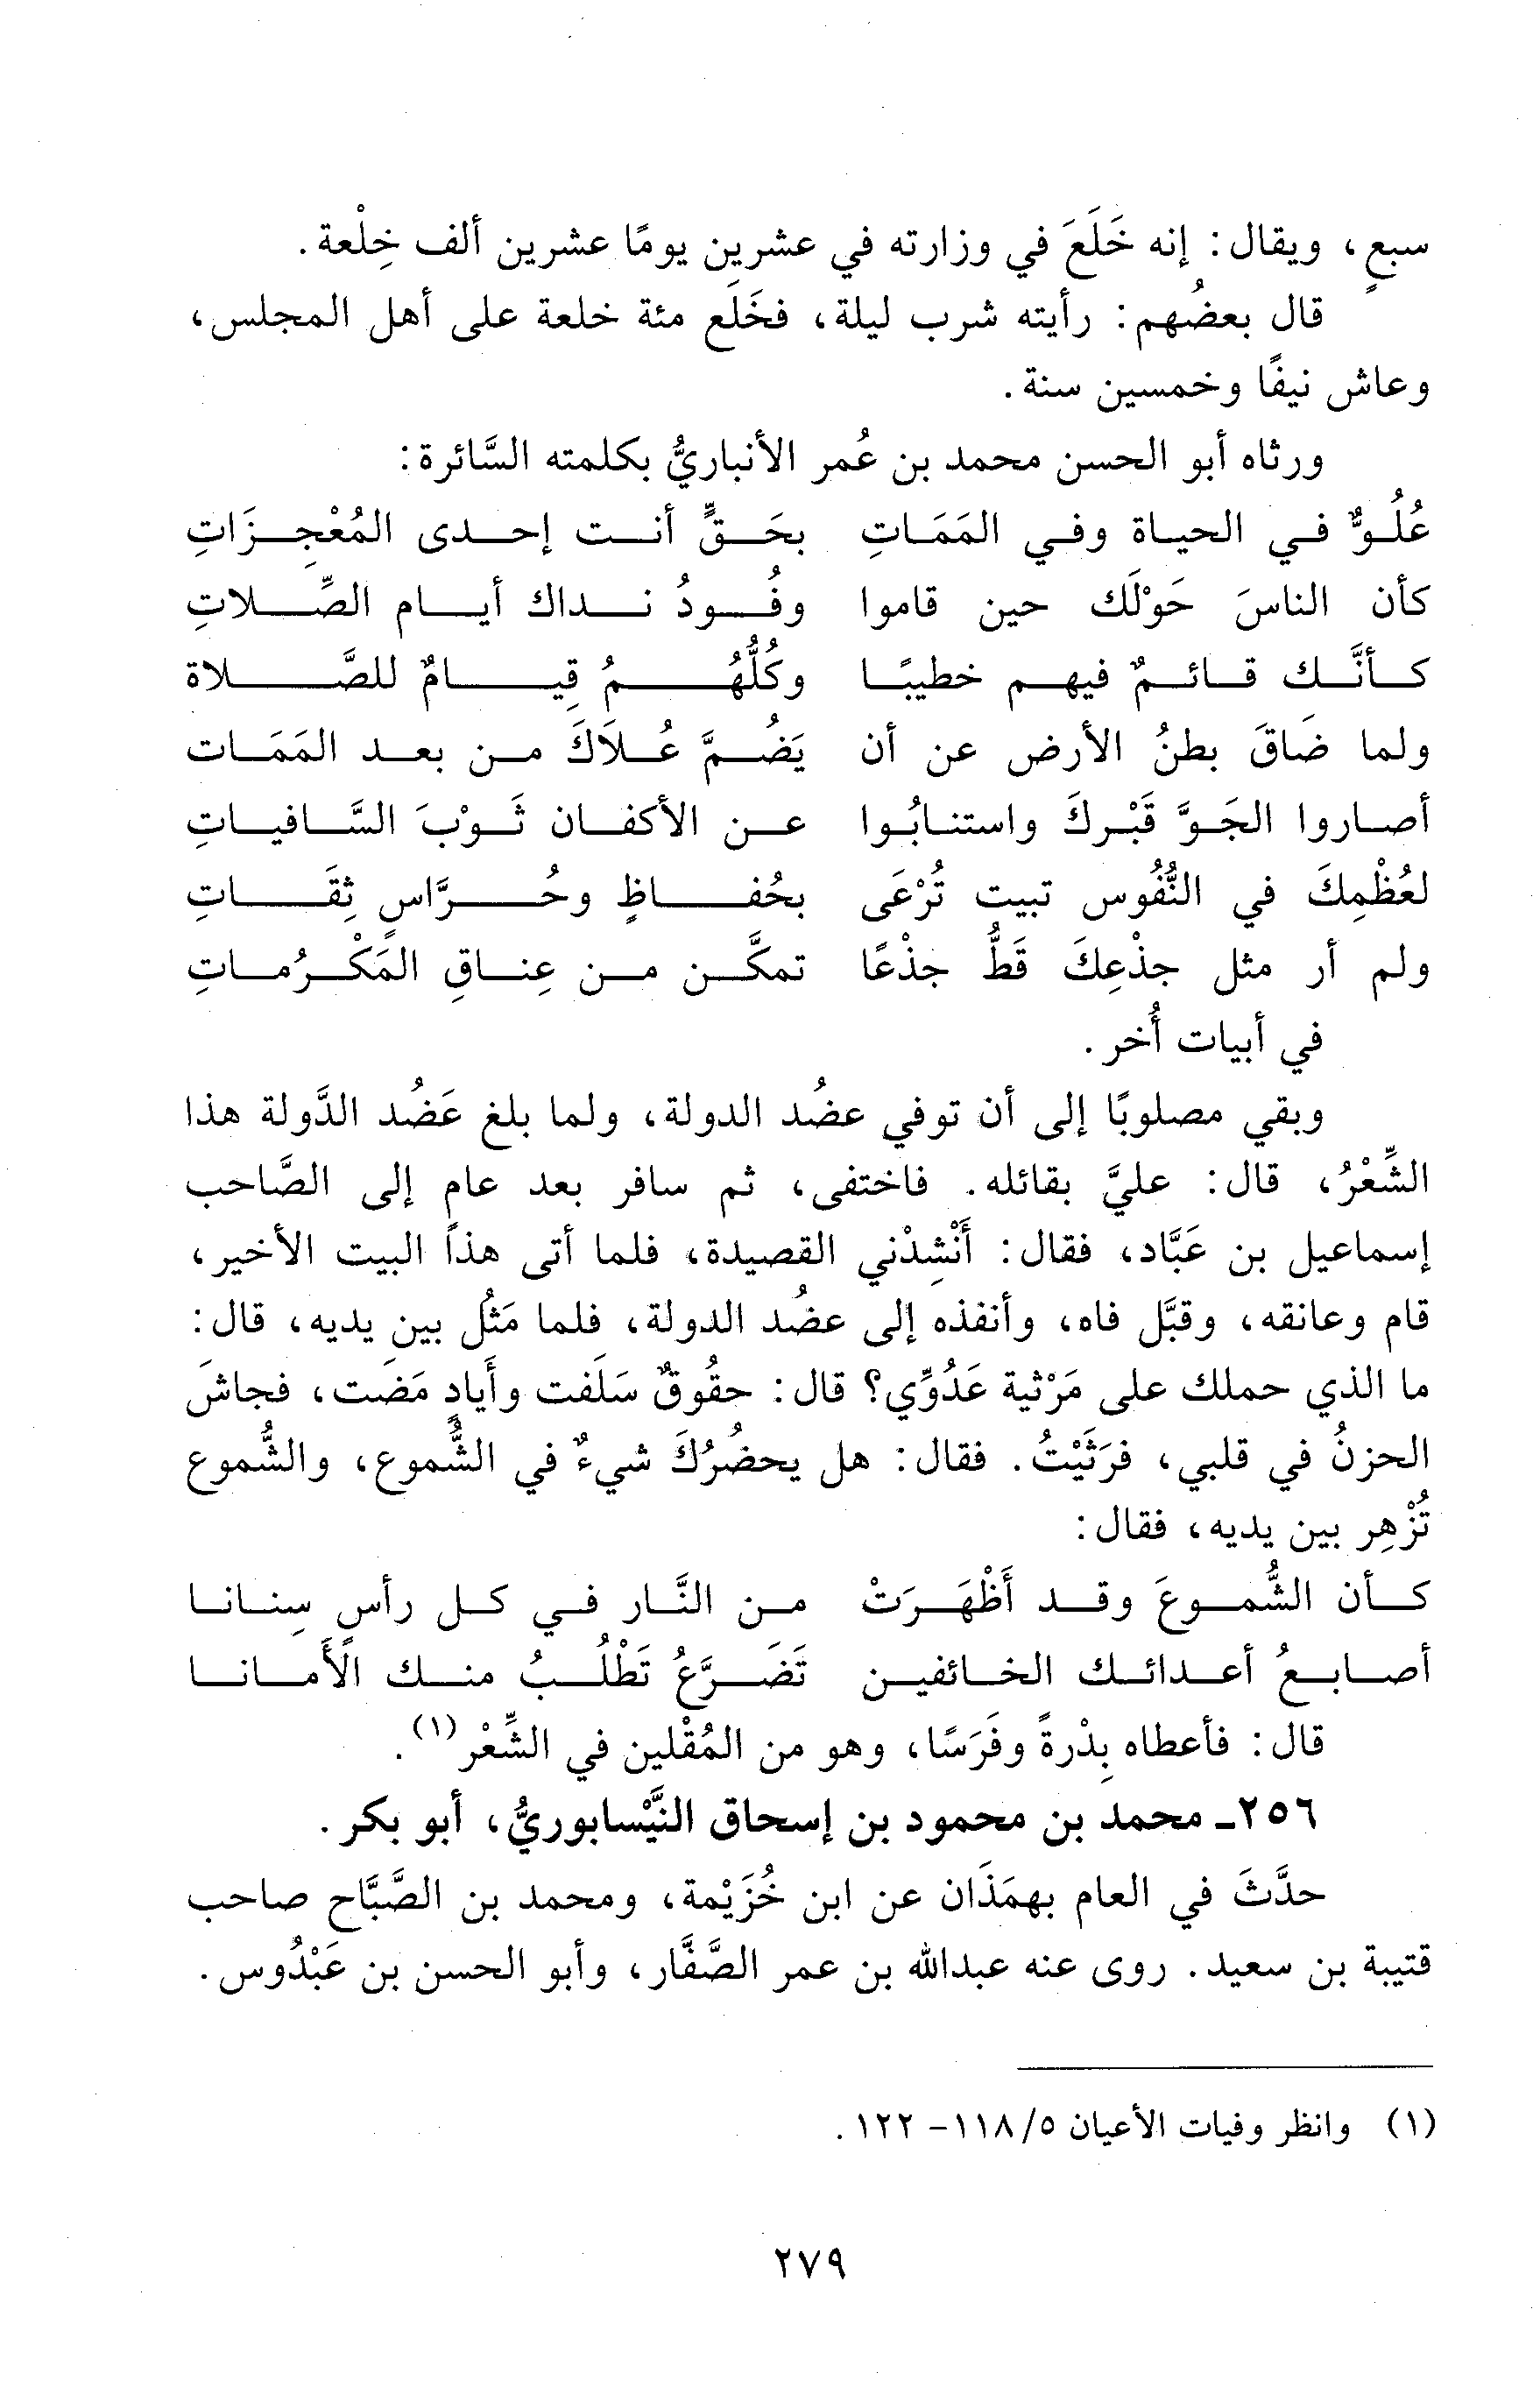 سبعٍ، ويقال: إنه خَلَعَ في وزارته في عشرين يومًا عشرين ألف خِلْعة.
قال بعضُهم: رأيته شرب ليلة، فخَلَع مئة خلعة على أهل المجلس،
وعاش نيفًا وخمسين سنة.
ورثاه أبو الحسن محمد بن عُمر الأنباريُّ بكلمته السَّائرة:
عُلُوٌّ في الحياة وفي المَمَاتِ بحَقٍّ أنت إحدى المُعْجِزَاتِ
كأن الناسَ حَوْلَك حين قاموا وفُودُ نداك أيام الصِّلاتِ
كأنَّك قائمٌ فيهم خطيبًا وكُلُّهُمُ قِيامٌ للصَّلاة
ولما ضَاقَ بطنُ الأرض عن أن يَضُمَّ عُلاَكَ من بعد المَمَات
أصاروا الجَوَّ قَبْركَ واستنابُوا عن الأكفان ثَوْبَ السَّافياتِ
لعُظْمِكَ في النُّفُوس تبيت تُرْعَى بحُفاظٍ وحُرَّاسٍ ثِقَاتِ
ولم أر مثل جذْعِكَ قَطُّ جذْعًا تمكَّن من عِناقِ المَكْرُماتِ
في أبيات أُخر.
وبقي مصلوبًا إلى أن توفي عضُد الدولة، ولما بلغ عَضُد الدَّولة هذا
الشِّعْرُ، قال: عليَّ بقائله. فاختفى، ثم سافر بعد عام إلى الصَّاحب
إسماعيل بن عَبَّاد، فقال: أَنْشِدْني القصيدة، فلما أتى هذا البيت الأخير،
قام وعانقه، وقبَّل فاه، وأنفذه إلى عضُد الدولة، فلما مَثُل بين يديه، قال:
ما الذي حملك على مَرْثية عَدُوِّي؟ قال: حقُوقٌ سَلَفت وأَيادٍ مَضَت، فجاشَ
الحزنُ في قلبي، فرَثَيْتُ. فقال: هل يحضُرُكَ شيءٌ في الشُّموع، والشُّموع
تُزْهِر بين يديه، فقال:
كأن الشُّموعَ وقد أَظْهَرَتْ من النَّار في كل رأسٍ سِنانا
أصابعُ أعدائك الخائفين تَضَرَّعُ تَطْلُبُ منك الأَمانا
قال: فأعطاه بِدْرةً وفَرَسًا، وهو من المُقْلين في الشِّعْر(١).
٢٥٦ـ محمد بن محمود بن إسحاق النَّيْسابوريُّ، أبو بكر.
حدَّثَ في العام بهمَذَان عن ابن خُزَيْمة، ومحمد بن الصَّبَّاح صاحب
قتيبة بن سعيد. روى عنه عبدالله بن عمر الصَّفَّار، وأبو الحسن بن عَبْدُوس.
(١) وانظر وفيات الأعيان ٥/ ١١٨- ١٢٢.
٢٧٩